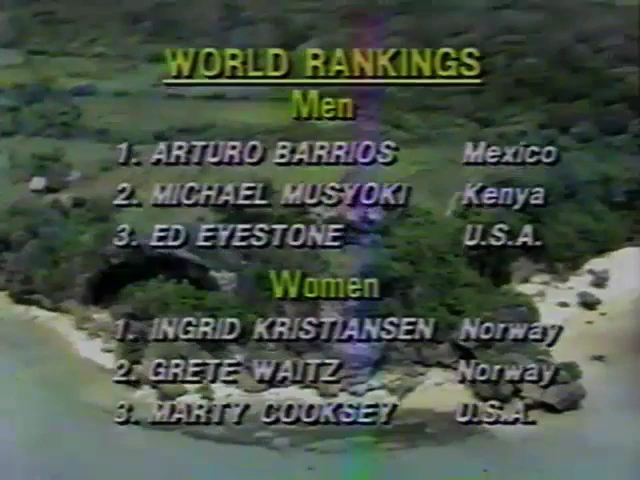 WORLD RANKINGS
Men
1. ARTURO BARRIOS Mexico
2. MICHAEL MUSYOKI Kenya
3. ED EYESTONE U.S.A.
Women
1. INGRID KRISTIANSEN Norway
2. GRETE WAITZ Norway
3. MARTY COOKSEY U.S.A.